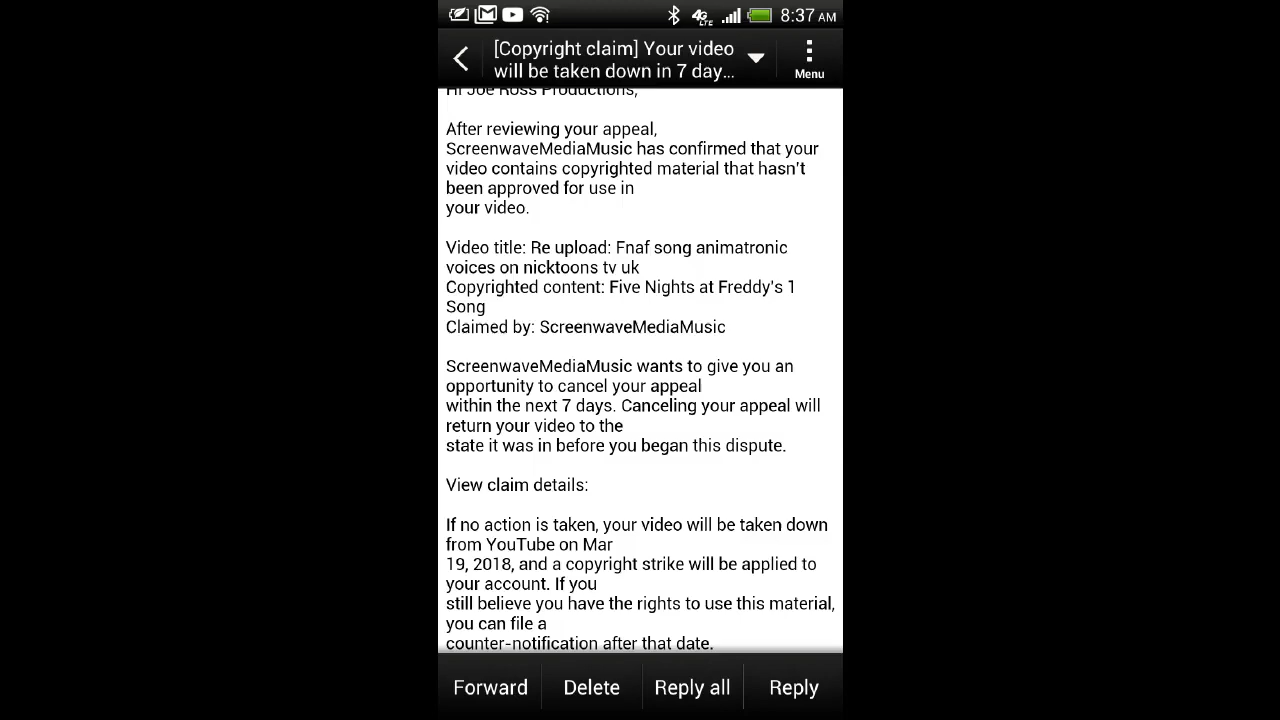 8:37 AM
4G LTE
[Copyright claim] Your video
will be taken down in 7 day...
Menu
Hi Joe Ross Productions,
After reviewing your appeal,
ScreenwaveMediaMusic has confirmed that your
video contains copyrighted material that hasn't
been approved for use in
your video.
Video title: Re upload: Fnaf song animatronic
voices on nicktoons tv uk
Copyrighted content: Five Nights at Freddy's 1
Song
Claimed by: ScreenwaveMediaMusic
ScreenwaveMediaMusic wants to give you an
opportunity to cancel your appeal
within the next 7 days. Canceling your appeal will
return your video to the
state it was in before you began this dispute.
View claim details:
If no action is taken, your video will be taken down
from YouTube on Mar
19, 2018, and a copyright strike will be applied to
your account. If you
still believe you have the rights to use this material,
you can file a
counter-notification after that date.
Forward
Delete
Reply all
Reply